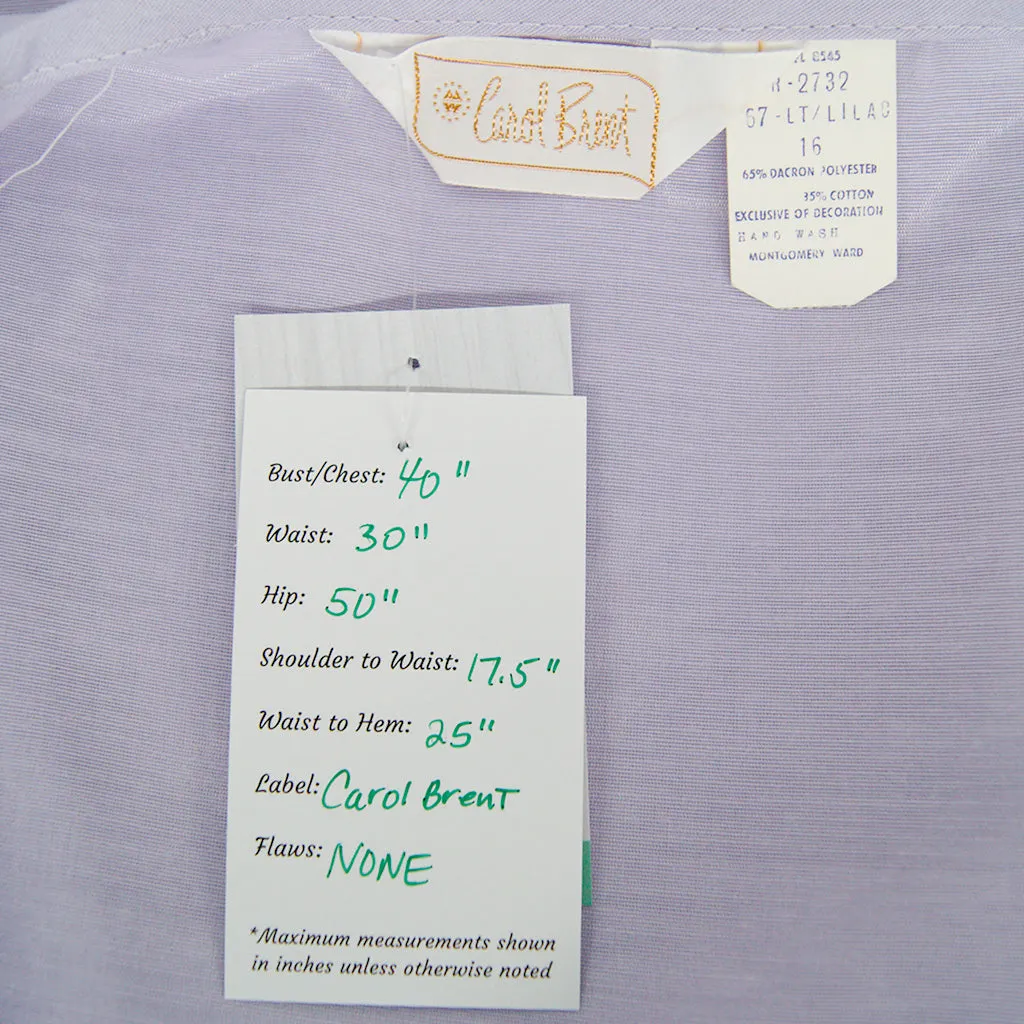 Carol Brent
8545
-2732
67-LT/LILAC
16
65% DACRON POLYESTER
35% COTTON
EXCLUSIVE OF DECORATION
HAND WASH
MONTGOMERY WARD
Bust/Chest: 40"
Waist: 30"
Hip: 50"
Shoulder to Waist: 17.5"
Waist to Hem: 25"
Label: Carol Brent
Flaws: NONE
*Maximum measurements shown
in inches unless otherwise noted